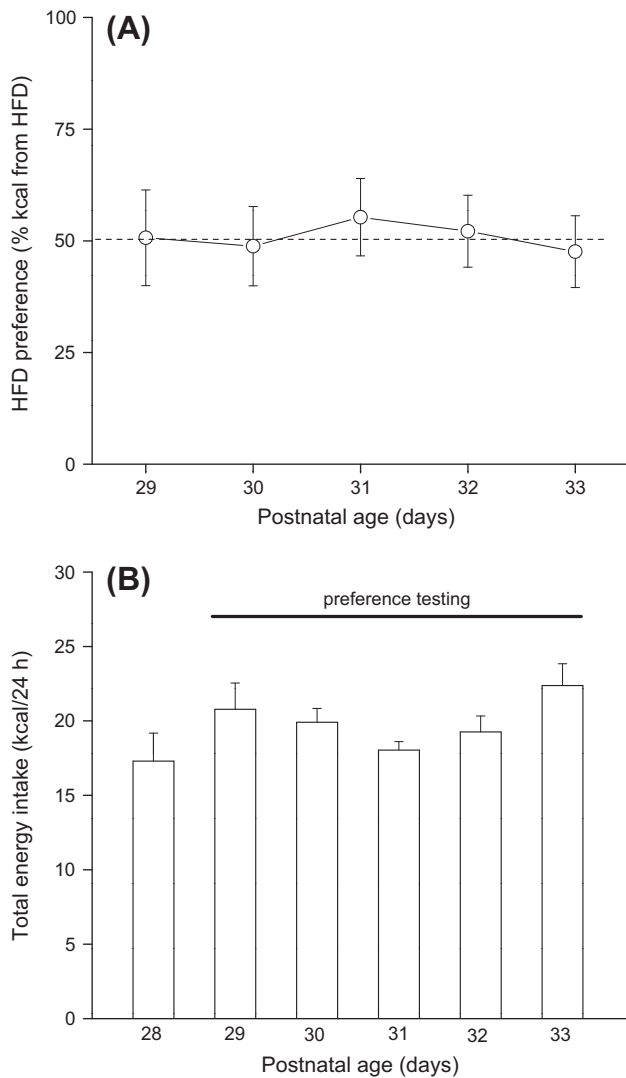 (A)
HFD preference (% kcal from HFD)
100
75
50
25
0
29 30 31 32 33
Postnatal age (days)
(B)
preference testing
Total energy intake (kcal/24 h)
30
25
20
15
10
5
0
28 29 30 31 32 33
Postnatal age (days)